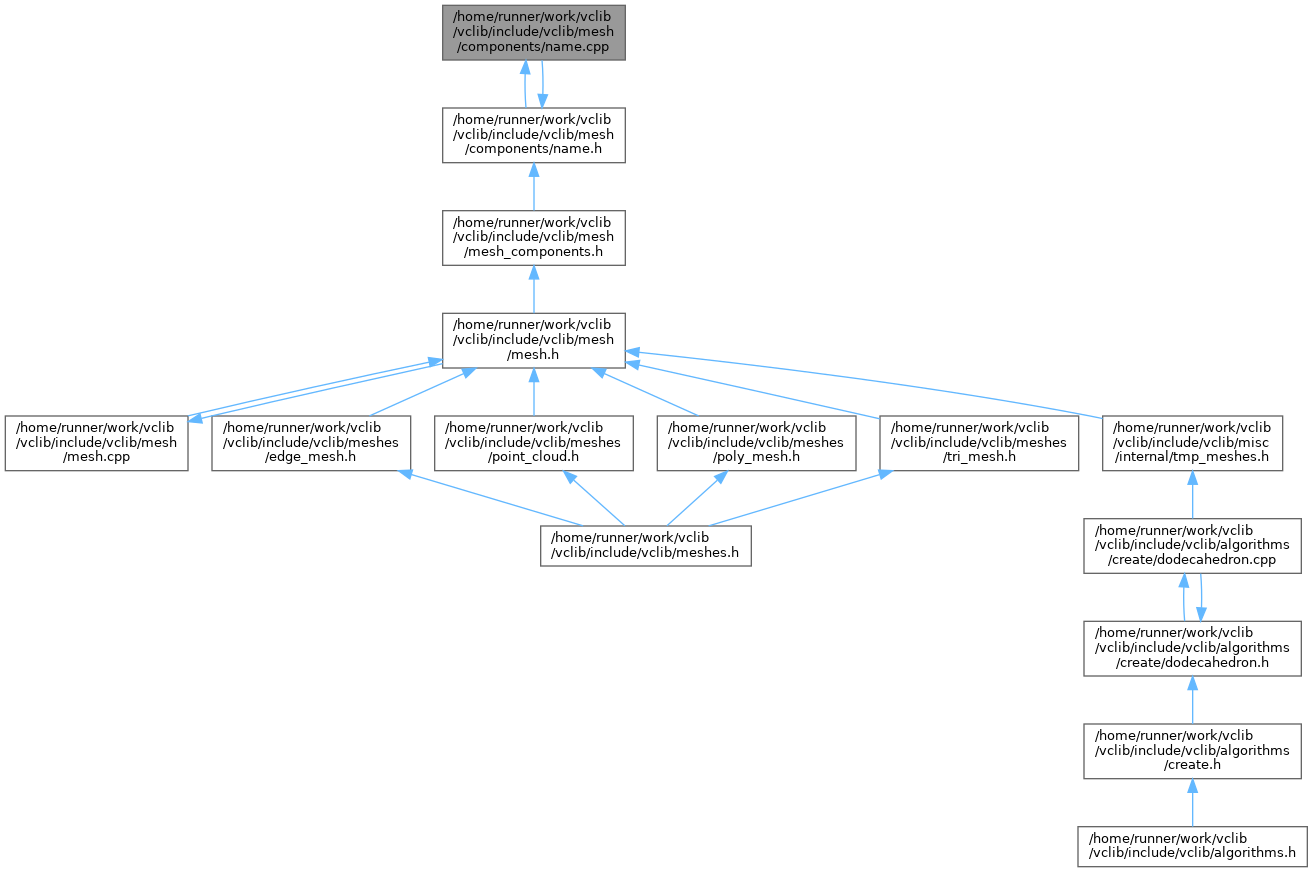 /home/runner/work/vclib
/vclib/include/vclib/mesh
/components/name.cpp
/home/runner/work/vclib
/vclib/include/vclib/mesh
/components/name.h
/home/runner/work/vclib
/vclib/include/vclib/mesh
/mesh_components.h
/home/runner/work/vclib
/vclib/include/vclib/mesh
/mesh.h
/home/runner/work/vclib
/vclib/include/vclib/mesh
/mesh.cpp
/home/runner/work/vclib
/vclib/include/vclib/meshes
/edge_mesh.h
/home/runner/work/vclib
/vclib/include/vclib/meshes
/point_cloud.h
/home/runner/work/vclib
/vclib/include/vclib/meshes
/poly_mesh.h
/home/runner/work/vclib
/vclib/include/vclib/meshes
/tri_mesh.h
/home/runner/work/vclib
/vclib/include/vclib/misc
/internal/tmp_meshes.h
/home/runner/work/vclib
/vclib/include/vclib/meshes.h
/home/runner/work/vclib
/vclib/include/vclib/algorithms
/create/dodecahedron.cpp
/home/runner/work/vclib
/vclib/include/vclib/algorithms
/create/dodecahedron.h
/home/runner/work/vclib
/vclib/include/vclib/algorithms
/create.h
/home/runner/work/vclib
/vclib/include/vclib/algorithms.h